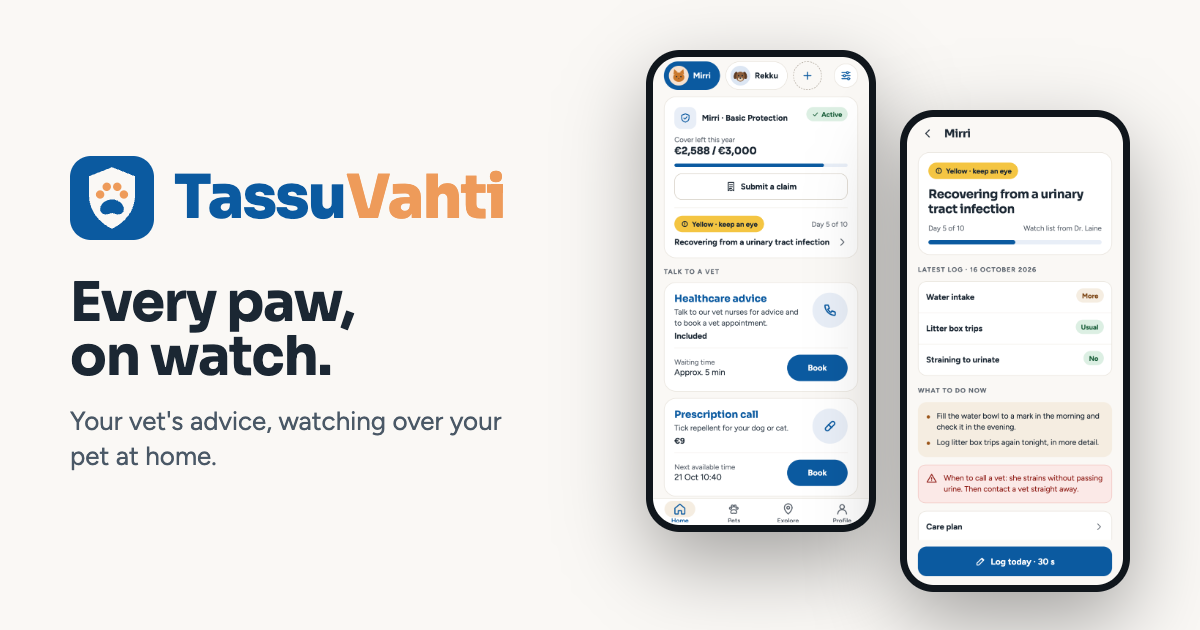 TassuVahti
Every paw,
on watch.
Your vet's advice, watching over your
pet at home.
Mirri
Rekku
Mirri · Basic Protection
Active
Cover left this year
€2,588 / €3,000
Submit a claim
Yellow · keep an eye
Day 5 of 10
Recovering from a urinary tract infection
TALK TO A VET
Healthcare advice
Talk to our vet nurses for advice and
to book a vet appointment.
Included
Waiting time
Approx. 5 min
Book
Prescription call
Tick repellent for your dog or cat.
€9
Next available time
21 Oct 10:40
Book
Home
Pets
Explore
Profile
Mirri
Yellow · keep an eye
Recovering from a urinary
tract infection
Day 5 of 10
Watch list from Dr. Laine
LATEST LOG · 16 OCTOBER 2026
Water intake
More
Litter box trips
Usual
Straining to urinate
No
WHAT TO DO NOW
Fill the water bowl to a mark in the morning and
check it in the evening.
Log litter box trips again tonight, in more detail.
When to call a vet: she strains without passing
urine. Then contact a vet straight away.
Care plan
Log today · 30 s